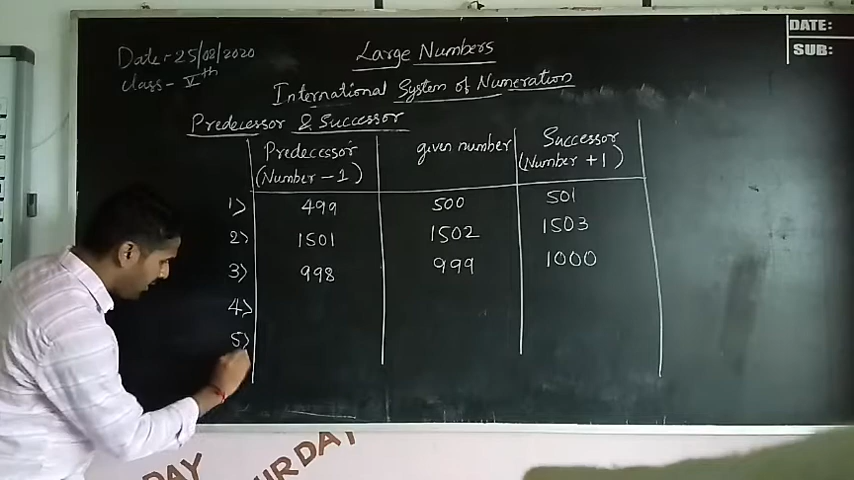 DATE:
SUB:
Date:- 25/08/2020
Class - Vth
Large Numbers
International System of Numeration
Predecessor & Successor
Predecessor (Number - 1) given number Successor (Number + 1)
1) 499 500 501
2) 1501 1502 1503
3) 998 999 1000
4)
5)
DAY
URDAY